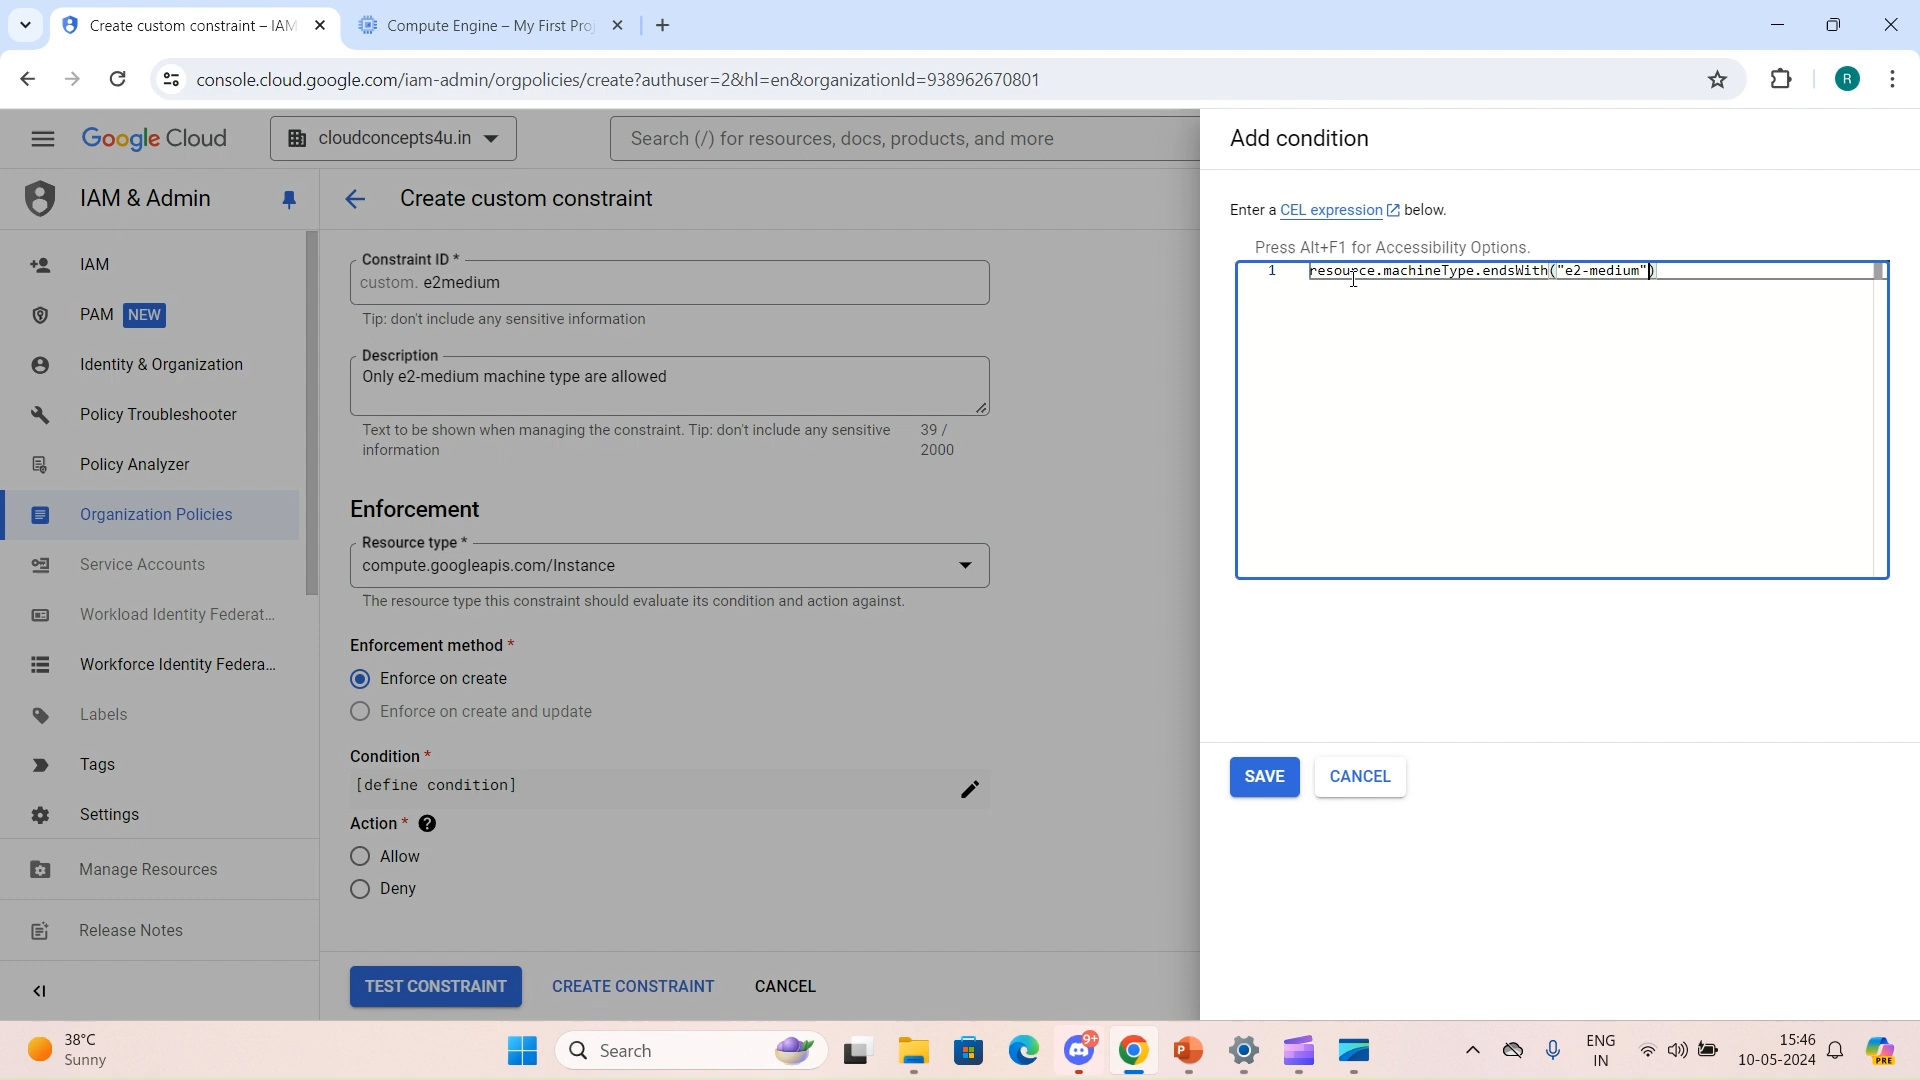 Create custom constraint – IAM
Compute Engine – My First Proj
console.cloud.google.com/iam-admin/orgpolicies/create?authuser=2&hl=en&organizationId=938962670801
R
Google Cloud
cloudconcepts4u.in
Search (/) for resources, docs, products, and more
IAM & Admin
IAM
PAM NEW
Identity & Organization
Policy Troubleshooter
Policy Analyzer
Organization Policies
Service Accounts
Workload Identity Federat...
Workforce Identity Federa...
Labels
Tags
Settings
Manage Resources
Release Notes
Create custom constraint
Constraint ID *
custom. e2medium
Tip: don't include any sensitive information
Description
Only e2-medium machine type are allowed
Text to be shown when managing the constraint. Tip: don't include any sensitive
information
39 /
2000
Enforcement
Resource type *
compute.googleapis.com/Instance
The resource type this constraint should evaluate its condition and action against.
Enforcement method *
Enforce on create
Enforce on create and update
Condition *
[define condition]
Action *
Allow
Deny
TEST CONSTRAINT CREATE CONSTRAINT CANCEL
Add condition
Enter a CEL expression below.
Press Alt+F1 for Accessibility Options.
1 resource.machineType.endsWith("e2-medium")
SAVE CANCEL
38°C
Sunny
Search
9+
ENG
IN
15:46
10-05-2024
PRE